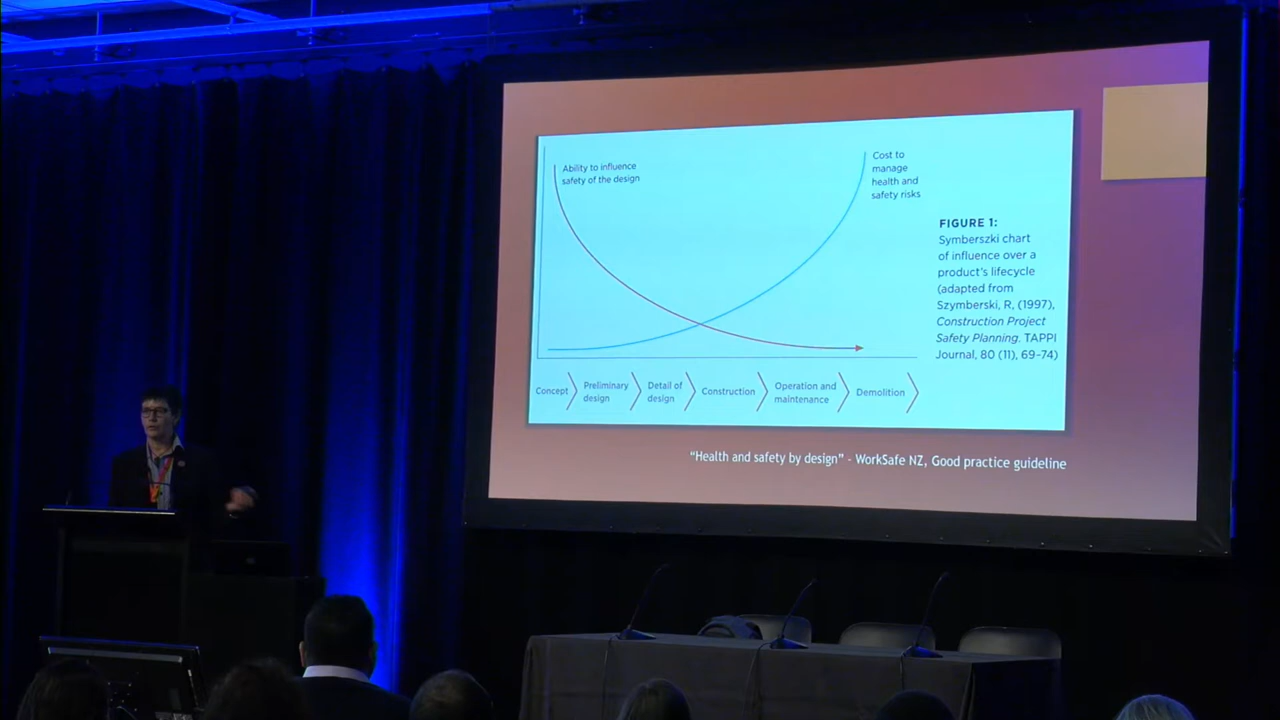 Ability to influence
safety of the design
Cost to
manage
health and
safety risks
FIGURE 1:
Symberszki chart
of influence over a
product's lifecycle
(adapted from
Szymberski, R, (1997),
Construction Project
Safety Planning. TAPPI
Journal, 80 (11), 69–74)
Concept
Preliminary
design
Detail of
design
Construction
Operation and
maintenance
Demolition
"Health and safety by design" - WorkSafe NZ, Good practice guideline